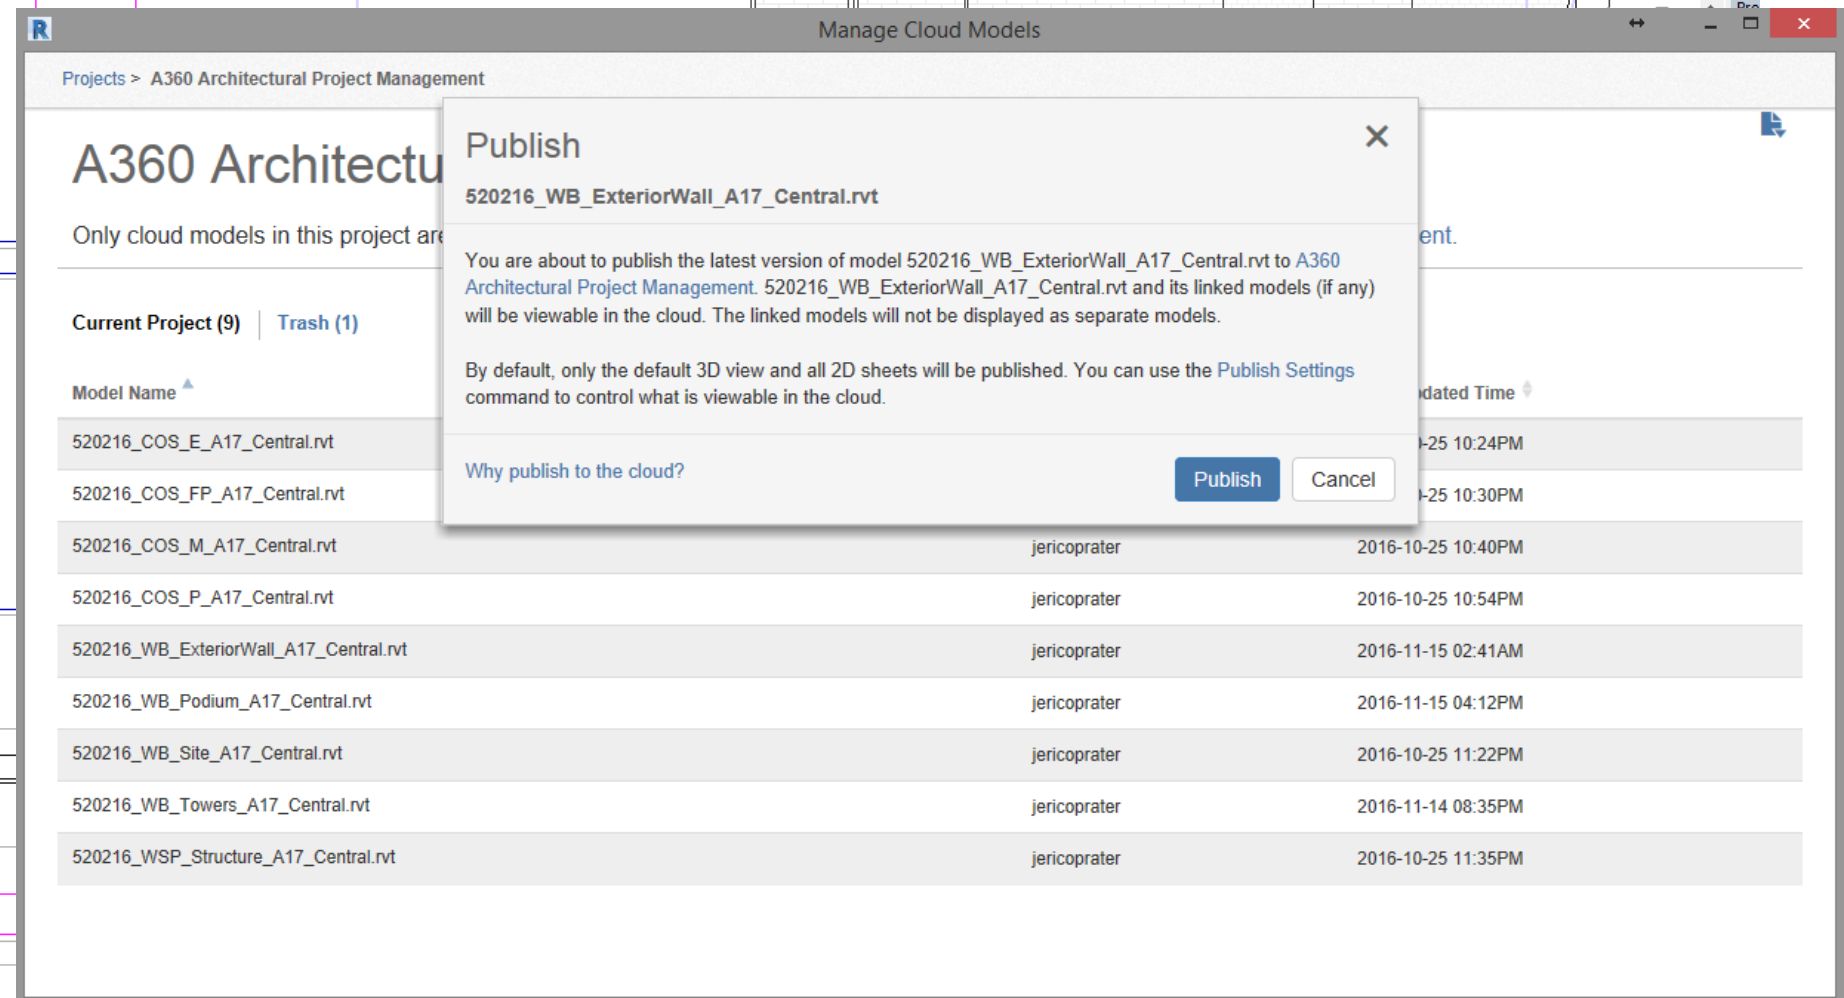 Manage Cloud Models
Projects > A360 Architectural Project Management
Publish
520216_WB_ExteriorWall_A17_Central.rvt
You are about to publish the latest version of model 520216_WB_ExteriorWall_A17_Central.rvt to A360
Architectural Project Management. 520216_WB_ExteriorWall_A17_Central.rvt and its linked models (if any)
will be viewable in the cloud. The linked models will not be displayed as separate models.
By default, only the default 3D view and all 2D sheets will be published. You can use the Publish Settings
command to control what is viewable in the cloud.
Why publish to the cloud? Publish Cancel
A360 Architectu
Only cloud models in this project are ent.
Current Project (9) Trash (1)
Model Name dated Time
520216_COS_E_A17_Central.rvt -25 10:24PM
520216_COS_FP_A17_Central.rvt -25 10:30PM
520216_COS_M_A17_Central.rvt jericoprater 2016-10-25 10:40PM
520216_COS_P_A17_Central.rvt jericoprater 2016-10-25 10:54PM
520216_WB_ExteriorWall_A17_Central.rvt jericoprater 2016-11-15 02:41AM
520216_WB_Podium_A17_Central.rvt jericoprater 2016-11-15 04:12PM
520216_WB_Site_A17_Central.rvt jericoprater 2016-10-25 11:22PM
520216_WB_Towers_A17_Central.rvt jericoprater 2016-11-14 08:35PM
520216_WSP_Structure_A17_Central.rvt jericoprater 2016-10-25 11:35PM